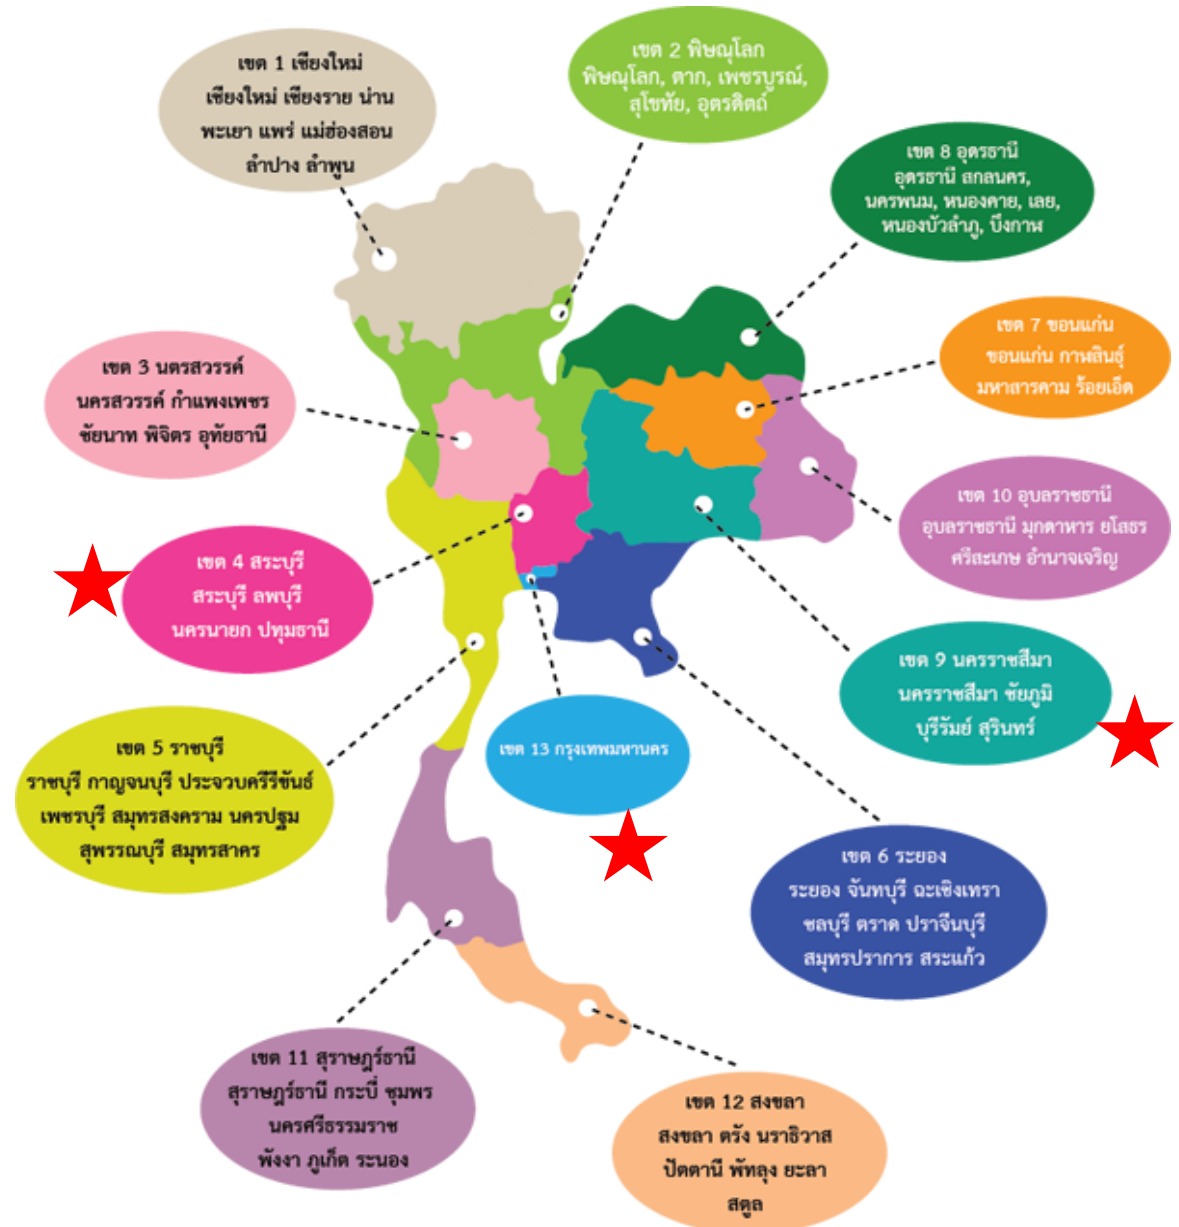 เขต 1 เชียงใหม่
เชียงใหม่ เชียงราย น่าน
พะเยา แพร่ แม่ฮ่องสอน
ลำปาง ลำพูน
เขต 2 พิษณุโลก
พิษณุโลก, ตาก, เพชรบูรณ์,
สุโขทัย, อุตรดิตถ์
เขต 8 อุดรธานี
อุดรธานี สกลนคร,
นครพนม, หนองคาย, เลย,
หนองบัวลำภู, บึงกาฬ
เขต 7 ขอนแก่น
ขอนแก่น กาฬสินธุ์
มหาสารคาม ร้อยเอ็ด
เขต 3 นตรสวรรค์
นครสวรรค์ กำแพงเพชร
ชัยนาท พิจิตร อุทัยธานี
เขต 10 อุบลราชธานี
อุบลราชธานี มุกดาหาร ยโสธร
ศรีสะเกษ อำนาจเจริญ
เขต 4 สระบุรี
สระบุรี ลพบุรี
นครนายก ปทุมธานี
เขต 9 นครราชสีมา
นครราชสีมา ชัยภูมิ
บุรีรัมย์ สุรินทร์
เขต 5 ราชบุรี
ราชบุรี กาญจนบุรี ประจวบครีรีขันธ์
เพชรบุรี สมุทรสงคราม นครปฐม
สุพรรณบุรี สมุทรสาคร
เขต 13 กรุงเทพมหานคร
เขต 6 ระยอง
ระยอง จันทบุรี ฉะเชิงเทรา
ชลบุรี ตราด ปราจีนบุรี
สมุทรปราการ สระแก้ว
เขต 11 สุราษฎร์ธานี
สุราษฎร์ธานี กระบี่ ชุมพร
นครศรีธรรมราช
พังงา ภูเก็ต ระนอง
เขต 12 สงขลา
สงขลา ตรัง นราธิวาส
ปัตตานี พัทลุง ยะลา
สตูล